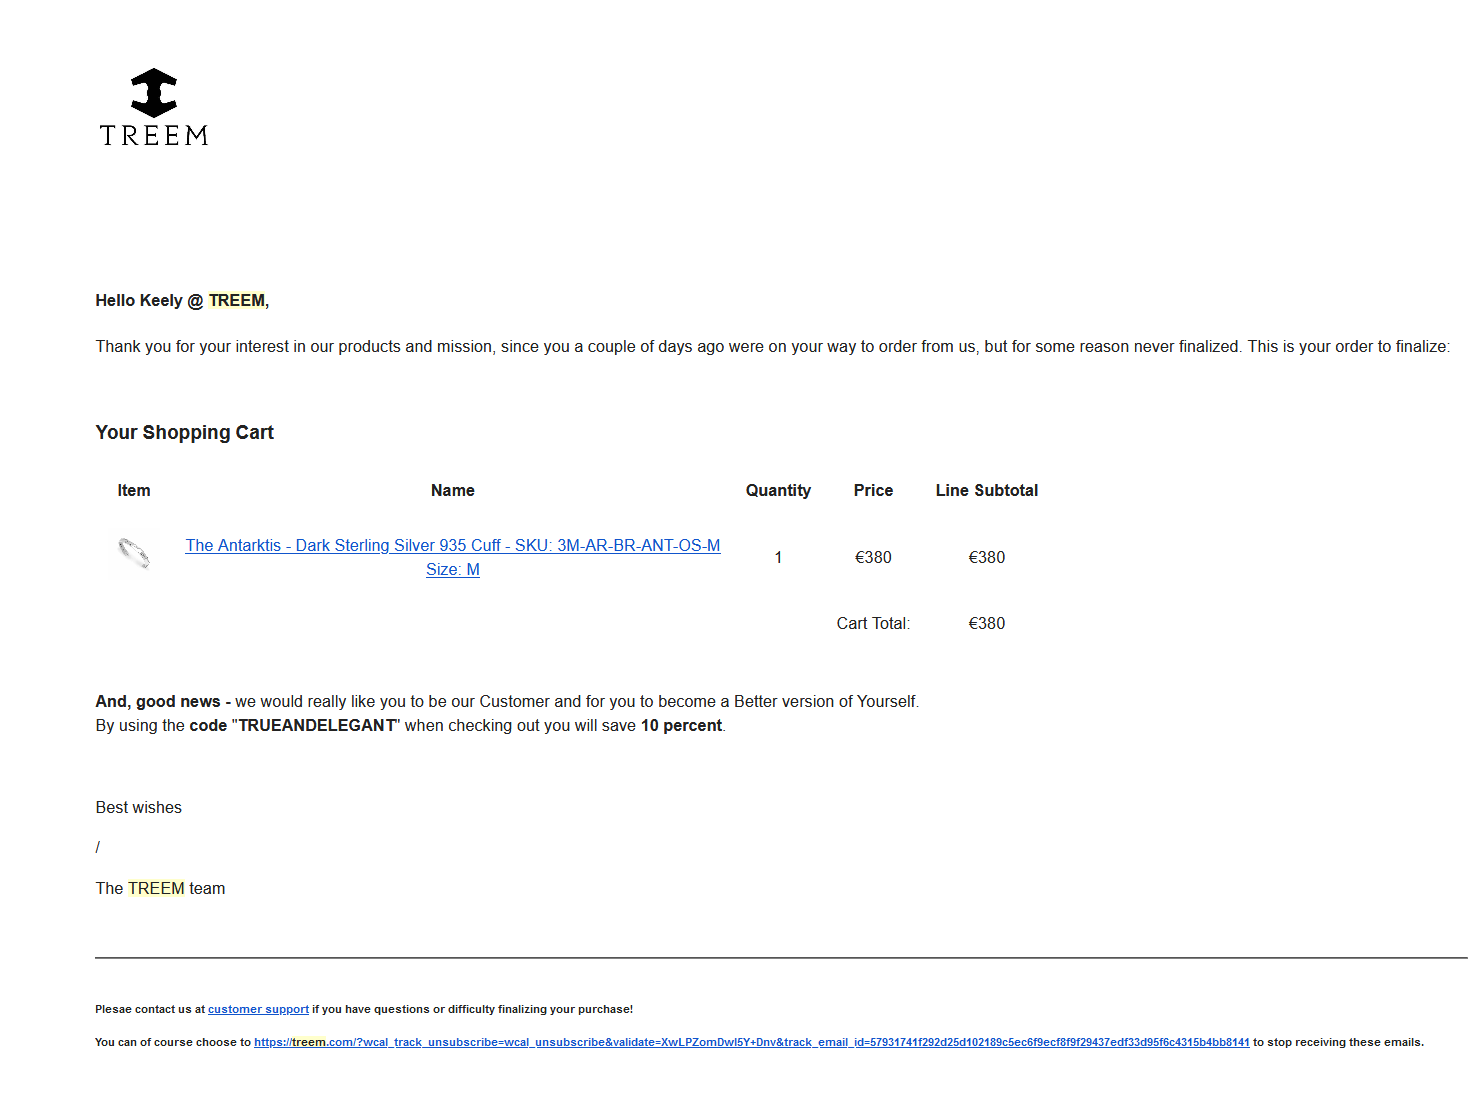 TREEM
Hello Keely @ TREEM,
Thank you for your interest in our products and mission, since you a couple of days ago were on your way to order from us, but for some reason never finalized. This is your order to finalize:
Your Shopping Cart
Item Name Quantity Price Line Subtotal
The Antarktis - Dark Sterling Silver 935 Cuff - SKU: 3M-AR-BR-ANT-OS-M
Size: M
1 €380 €380
Cart Total: €380
And, good news - we would really like you to be our Customer and for you to become a Better version of Yourself.
By using the code "TRUEANDELEGANT" when checking out you will save 10 percent.
Best wishes
/
The TREEM team
Plesae contact us at customer support if you have questions or difficulty finalizing your purchase!
You can of course choose to https://treem.com/?wcal_track_unsubscribe=wcal_unsubscribe&validate=XwLPZomDwl5Y+Dnv&track_email_id=57931741f292d25d102189c5ec6f9ecf8f9f29437edf33d95f6c4315b4bb8141 to stop receiving these emails.